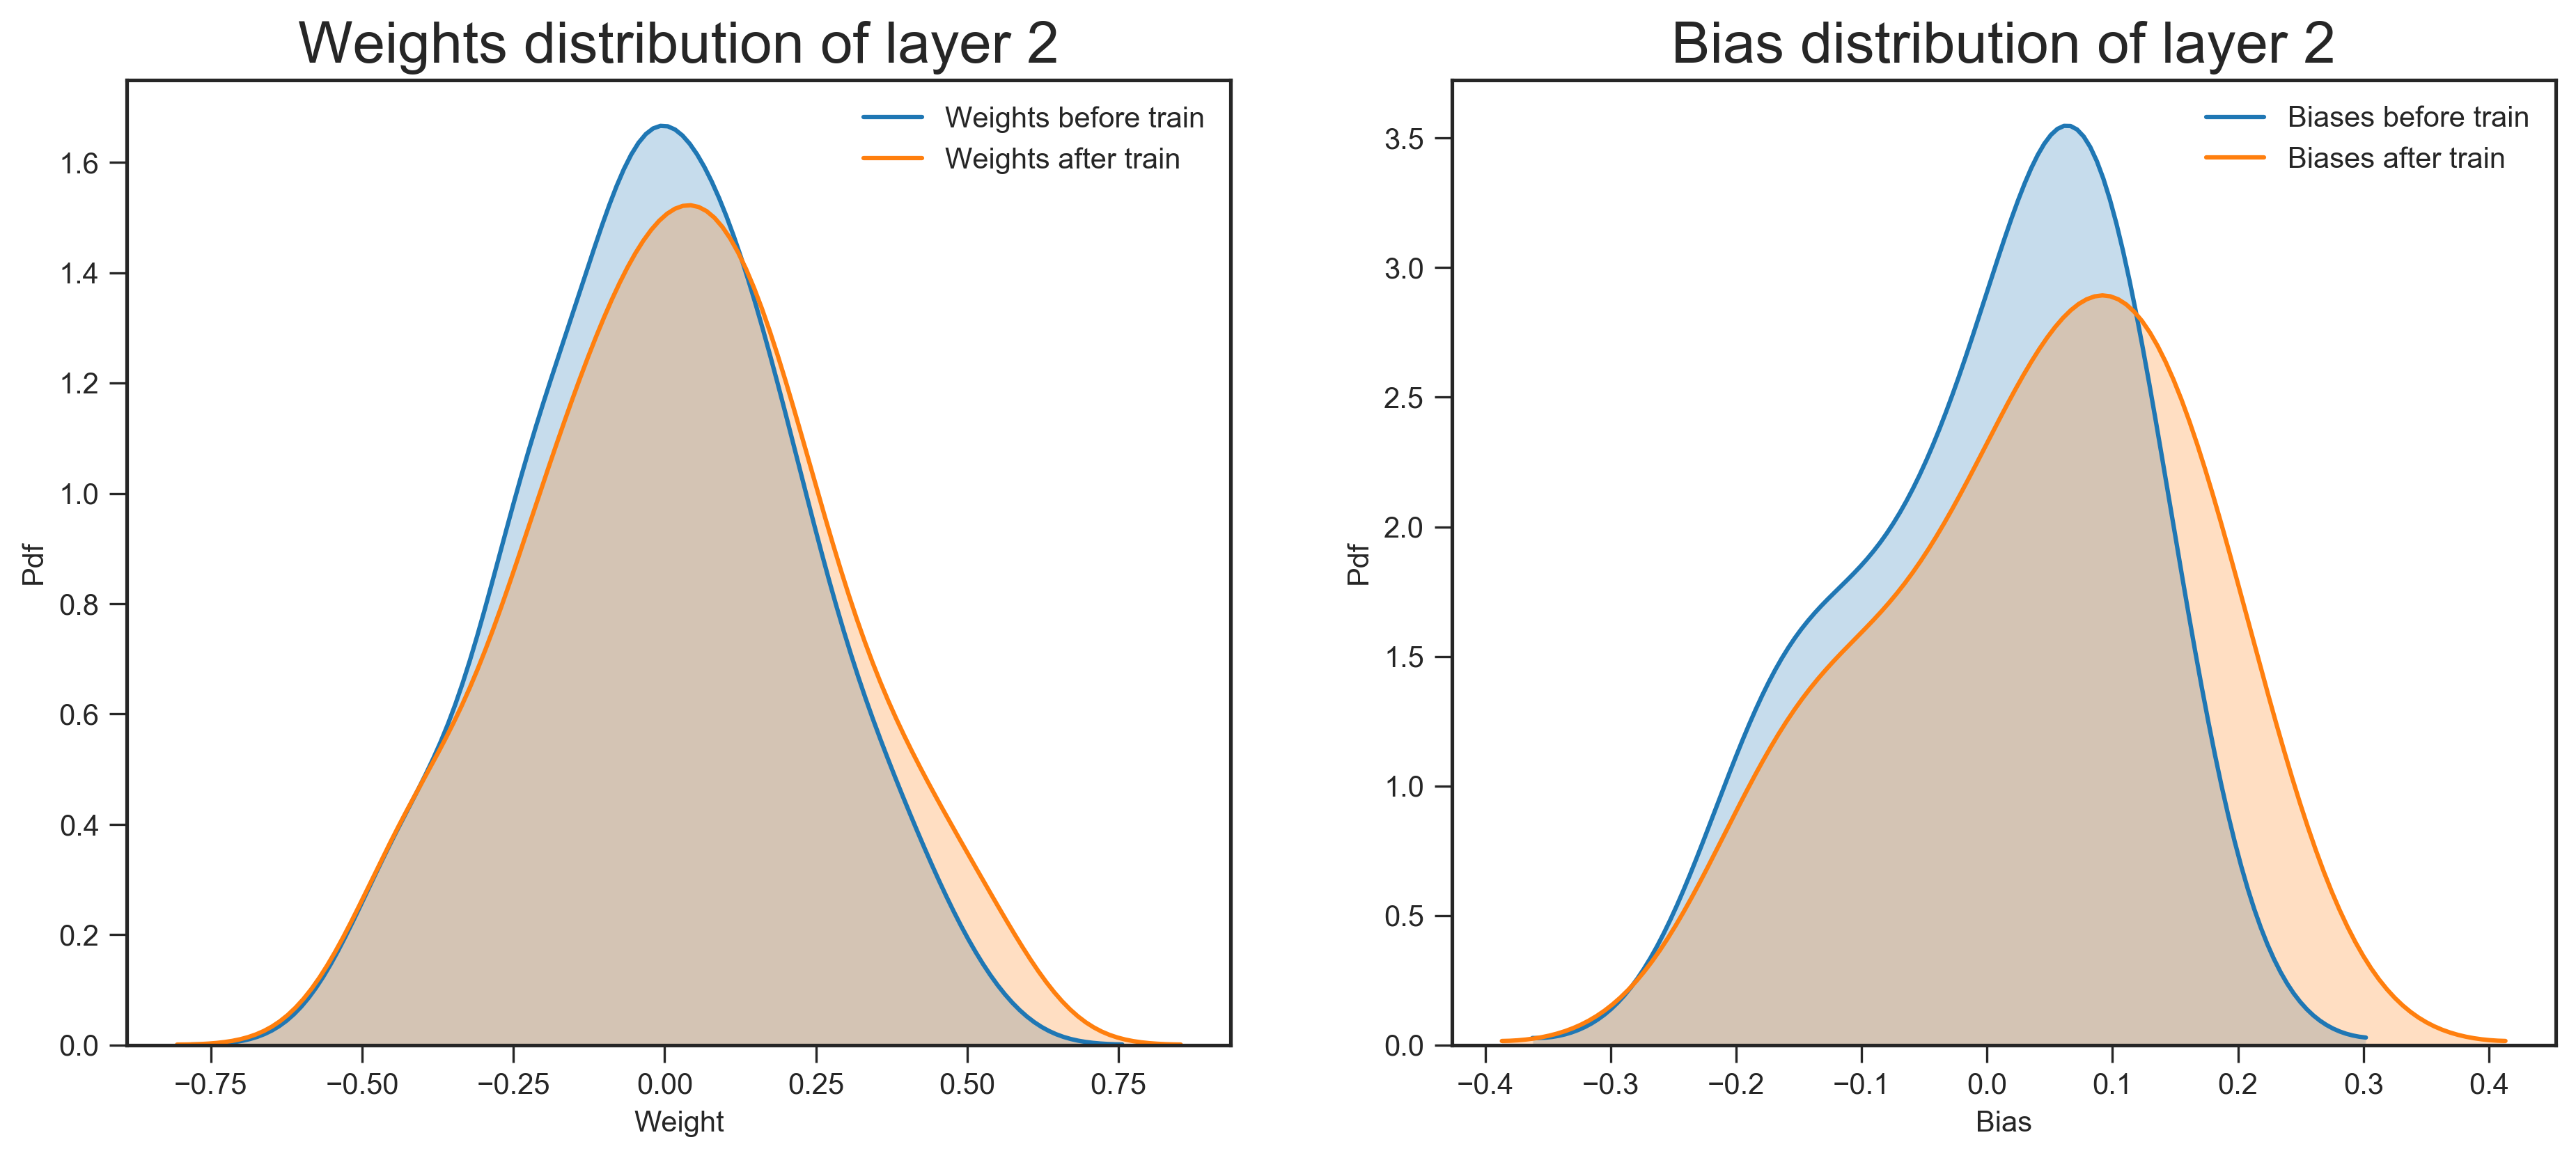 Weights distribution of layer 2
Weights before train
Weights after train
Pdf
1.6
1.4
1.2
1.0
0.8
0.6
0.4
0.2
0.0
−0.75 −0.50 −0.25 0.00 0.25 0.50 0.75
Weight
Bias distribution of layer 2
Biases before train
Biases after train
Pdf
3.5
3.0
2.5
2.0
1.5
1.0
0.5
0.0
−0.4 −0.3 −0.2 −0.1 0.0 0.1 0.2 0.3 0.4
Bias